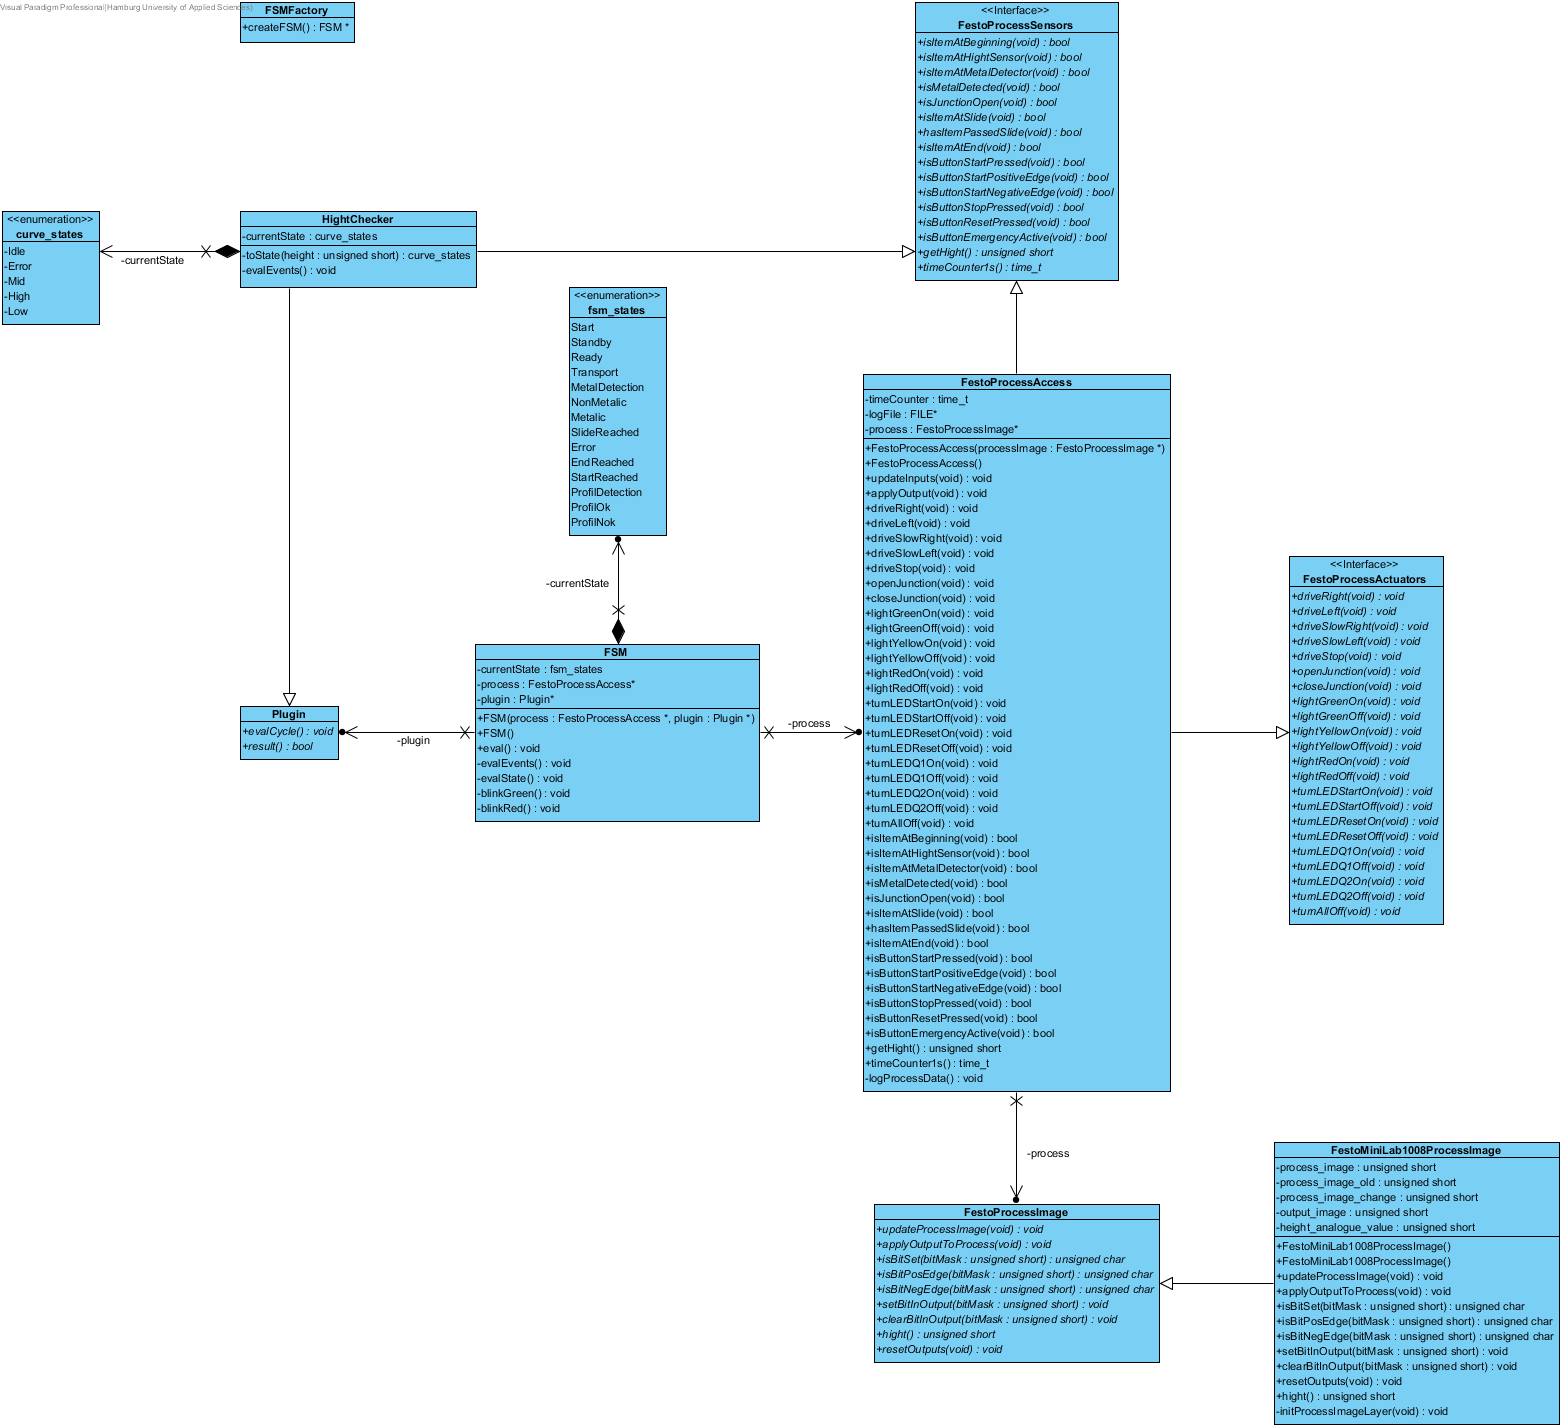 Visual Paradigm Professional(Hamburg University of Applied Sciences)
FSMFactory
+createFSM() : FSM *
<<Interface>>
FestoProcessSensors
+isItemAtBeginning(void) : bool
+isItemAtHightSensor(void) : bool
+isItemAtMetalDetector(void) : bool
+isMetalDetected(void) : bool
+isJunctionOpen(void) : bool
+isItemAtSlide(void) : bool
+hasItemPassedSlide(void) : bool
+isItemAtEnd(void) : bool
+isButtonStartPressed(void) : bool
+isButtonStartPositiveEdge(void) : bool
+isButtonStartNegativeEdge(void) : bool
+isButtonStopPressed(void) : bool
+isButtonResetPressed(void) : bool
+isButtonEmergencyActive(void) : bool
+getHight() : unsigned short
+timeCounter1s() : time_t
<<enumeration>>
curve_states
-Idle
-Error
-Mid
-High
-Low
-currentState
HightChecker
-currentState : curve_states
-toState(height : unsigned short) : curve_states
-evalEvents() : void
<<enumeration>>
fsm_states
Start
Standby
Ready
Transport
MetalDetection
NonMetalic
Metalic
SlideReached
Error
EndReached
StartReached
ProfilDetection
ProfilOk
ProfilNok
-currentState
FestoProcessAccess
-timeCounter : time_t
-logFile : FILE*
-process : FestoProcessImage*
+FestoProcessAccess(processImage : FestoProcessImage *)
+FestoProcessAccess()
+updateInputs(void) : void
+applyOutput(void) : void
+driveRight(void) : void
+driveLeft(void) : void
+driveSlowRight(void) : void
+driveSlowLeft(void) : void
+driveStop(void) : void
+openJunction(void) : void
+closeJunction(void) : void
+lightGreenOn(void) : void
+lightGreenOff(void) : void
+lightYellowOn(void) : void
+lightYellowOff(void) : void
+lightRedOn(void) : void
+lightRedOff(void) : void
+turnLEDStartOn(void) : void
+turnLEDStartOff(void) : void
+turnLEDResetOn(void) : void
+turnLEDResetOff(void) : void
+turnLEDQ1On(void) : void
+turnLEDQ1Off(void) : void
+turnLEDQ2On(void) : void
+turnLEDQ2Off(void) : void
+turnAllOff(void) : void
+isItemAtBeginning(void) : bool
+isItemAtHightSensor(void) : bool
+isItemAtMetalDetector(void) : bool
+isMetalDetected(void) : bool
+isJunctionOpen(void) : bool
+isItemAtSlide(void) : bool
+hasItemPassedSlide(void) : bool
+isItemAtEnd(void) : bool
+isButtonStartPressed(void) : bool
+isButtonStartPositiveEdge(void) : bool
+isButtonStartNegativeEdge(void) : bool
+isButtonStopPressed(void) : bool
+isButtonResetPressed(void) : bool
+isButtonEmergencyActive(void) : bool
+getHight() : unsigned short
+timeCounter1s() : time_t
-logProcessData() : void
<<Interface>>
FestoProcessActuators
+driveRight(void) : void
+driveLeft(void) : void
+driveSlowRight(void) : void
+driveSlowLeft(void) : void
+driveStop(void) : void
+openJunction(void) : void
+closeJunction(void) : void
+lightGreenOn(void) : void
+lightGreenOff(void) : void
+lightYellowOn(void) : void
+lightYellowOff(void) : void
+lightRedOn(void) : void
+lightRedOff(void) : void
+turnLEDStartOn(void) : void
+turnLEDStartOff(void) : void
+turnLEDResetOn(void) : void
+turnLEDResetOff(void) : void
+turnLEDQ1On(void) : void
+turnLEDQ1Off(void) : void
+turnLEDQ2On(void) : void
+turnLEDQ2Off(void) : void
+turnAllOff(void) : void
Plugin
+evalCycle() : void
+result() : bool
-plugin
FSM
-currentState : fsm_states
-process : FestoProcessAccess*
-plugin : Plugin*
+FSM(process : FestoProcessAccess *, plugin : Plugin *)
+FSM()
+eval() : void
-evalEvents() : void
-evalState() : void
-blinkGreen() : void
-blinkRed() : void
-process
-process
FestoProcessImage
+updateProcessImage(void) : void
+applyOutputToProcess(void) : void
+isBitSet(bitMask : unsigned short) : unsigned char
+isBitPosEdge(bitMask : unsigned short) : unsigned char
+isBitNegEdge(bitMask : unsigned short) : unsigned char
+setBitInOutput(bitMask : unsigned short) : void
+clearBitInOutput(bitMask : unsigned short) : void
+hight() : unsigned short
+resetOutputs(void) : void
FestoMiniLab1008ProcessImage
-process_image : unsigned short
-process_image_old : unsigned short
-process_image_change : unsigned short
-output_image : unsigned short
-height_analogue_value : unsigned short
+FestoMiniLab1008ProcessImage()
+FestoMiniLab1008ProcessImage()
+updateProcessImage(void) : void
+applyOutputToProcess(void) : void
+isBitSet(bitMask : unsigned short) : unsigned char
+isBitPosEdge(bitMask : unsigned short) : unsigned char
+isBitNegEdge(bitMask : unsigned short) : unsigned char
+setBitInOutput(bitMask : unsigned short) : void
+clearBitInOutput(bitMask : unsigned short) : void
+resetOutputs(void) : void
+hight() : unsigned short
-initProcessImageLayer(void) : void